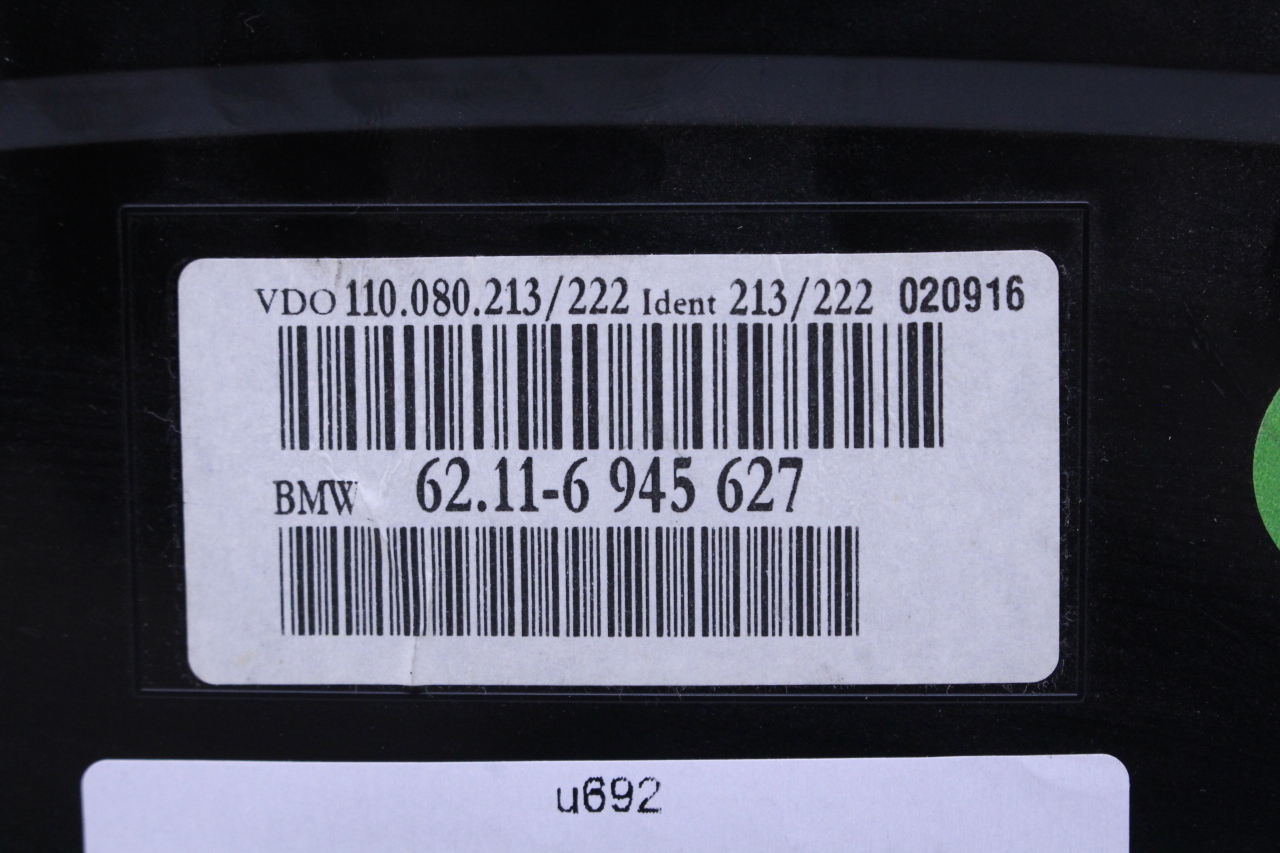 VDO 110.080.213/222 Ident 213/222 020916
BMW 62.11-6 945 627
u692